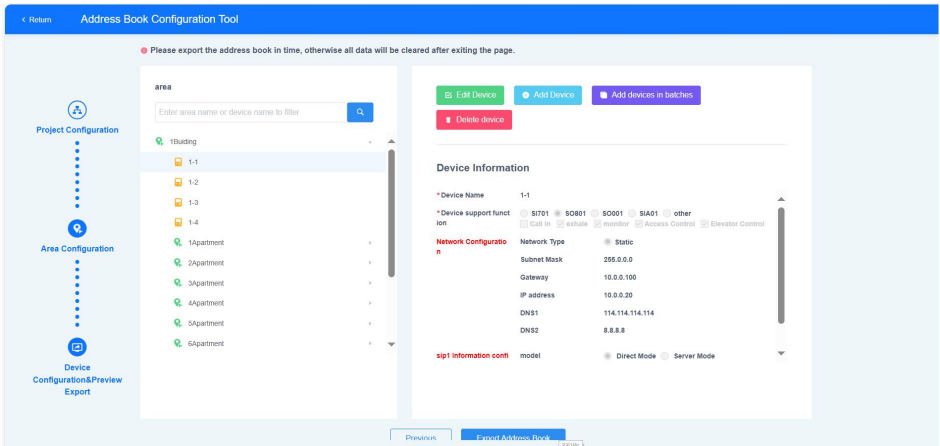 Return
Address Book Configuration Tool
Please export the address book in time, otherwise all data will be cleared after exiting the page.
Project Configuration
Area Configuration
Device
Configuration&Preview
Export
area
Enter area name or device name to filter
1Buiding
1-1
1-2
1-3
1-4
1Apartment
2Apartment
3Apartment
4Apartment
5Apartment
6Apartment
Edit Device
Add Device
Add devices in batches
Delete device
Device Information
*Device Name 1-1
*Device support funct SI701 SO801 SO001 SIA01 other
ion Call In exhale monitor Access Control Elevator Control
Network Configuratio Network Type Static
n
Subnet Mask 255.0.0.0
Gateway 10.0.0.100
IP address 10.0.0.20
DNS1 114.114.114.114
DNS2 8.8.8.8
sip1 Information confi model Direct Mode Server Mode
Previous
Export Address Book